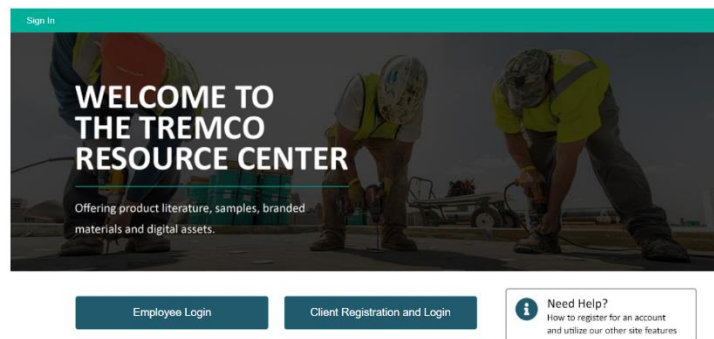 Sign In
WELCOME TO
THE TREMCO
RESOURCE CENTER
Offering product literature, samples, branded
materials and digital assets.
Employee Login
Client Registration and Login
Need Help?
How to register for an account
and utilize our other site features